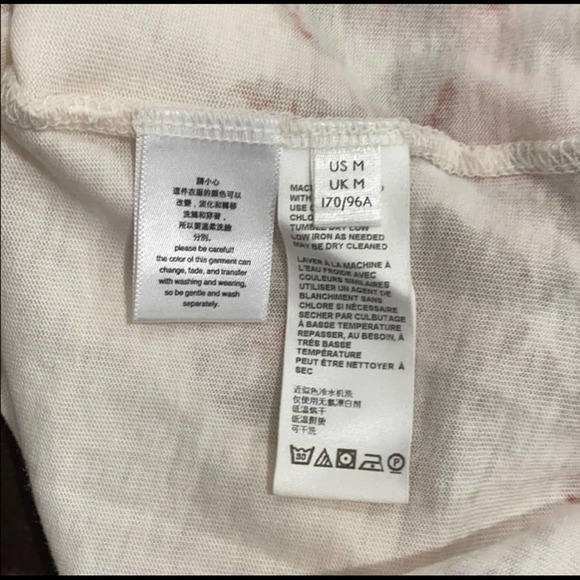 請小心
這件衣服的顏色可以
改變，淡化和轉移
洗滌和穿着，
所以要溫柔洗臉
分別。
please be careful!!
the color of this garment can
change, fade, and transfer
with washing and wearing,
so be gentle and wash
separately.
US M
UK M
170/96A
MAC
WITH
USE
CHLO
TUMBLE DRY LOW
LOW IRON AS NEEDED
MAY BE DRY CLEANED
LAVER À LA MACHINE À
L'EAU FROIDE AVEC
COULEURS SIMILAIRES
UTILISER UN AGENT DE
BLANCHIMENT SANS
CHLORE SI NÉCESSAIRE
SÉCHER PAR CULBUTAGE
À BASSE TEMPÉRATURE
REPASSER, AU BESOIN, À
TRÈS BASSE
TEMPÉRATURE
PEUT ÊTRE NETTOYER À
SEC
近似色冷水机洗
仅使用无氯漂白剂
低温烘干
低温熨烫
可干洗
30
P